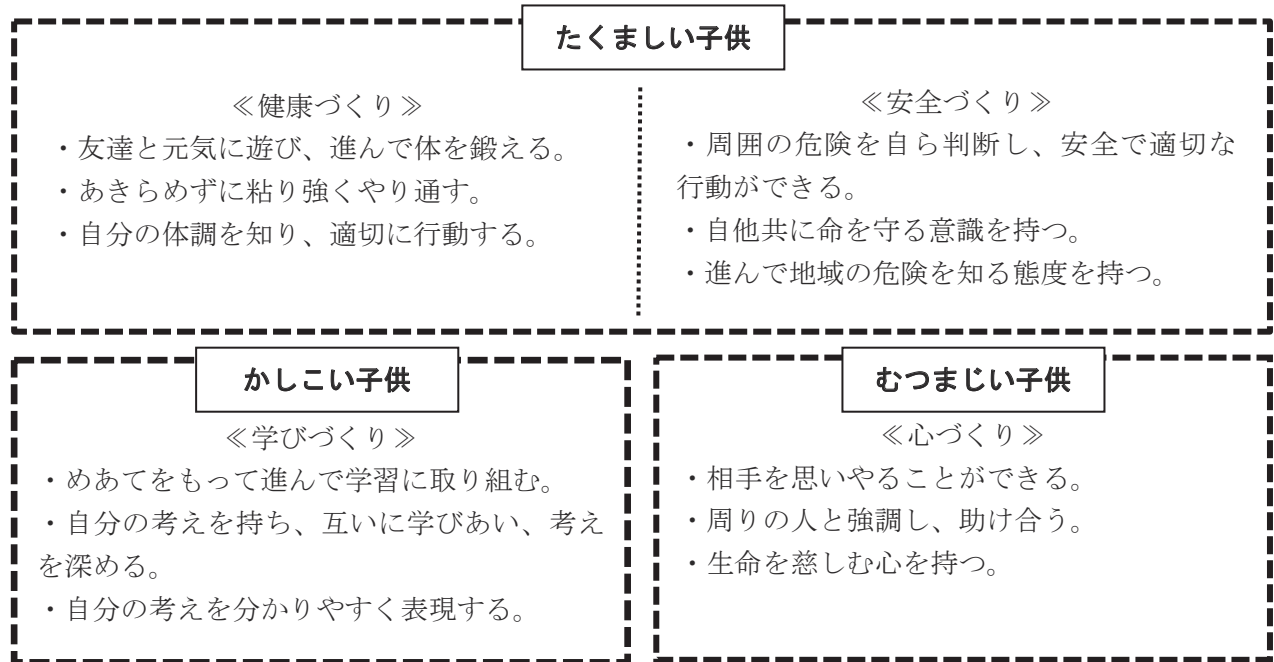 たくましい子供
≪健康づくり≫
・友達と元気に遊び、進んで体を鍛える。
・あきらめずに粘り強くやり通す。
・自分の体調を知り、適切に行動する。
≪安全づくり≫
・周囲の危険を自ら判断し、安全で適切な
行動ができる。
・自他共に命を守る意識を持つ。
・進んで地域の危険を知る態度を持つ。
かしこい子供
≪学びづくり≫
・めあてをもって進んで学習に取り組む。
・自分の考えを持ち、互いに学びあい、考え
を深める。
・自分の考えを分かりやすく表現する。
むつまじい子供
≪心づくり≫
・相手を思いやることができる。
・周りの人と強調し、助け合う。
・生命を慈しむ心を持つ。